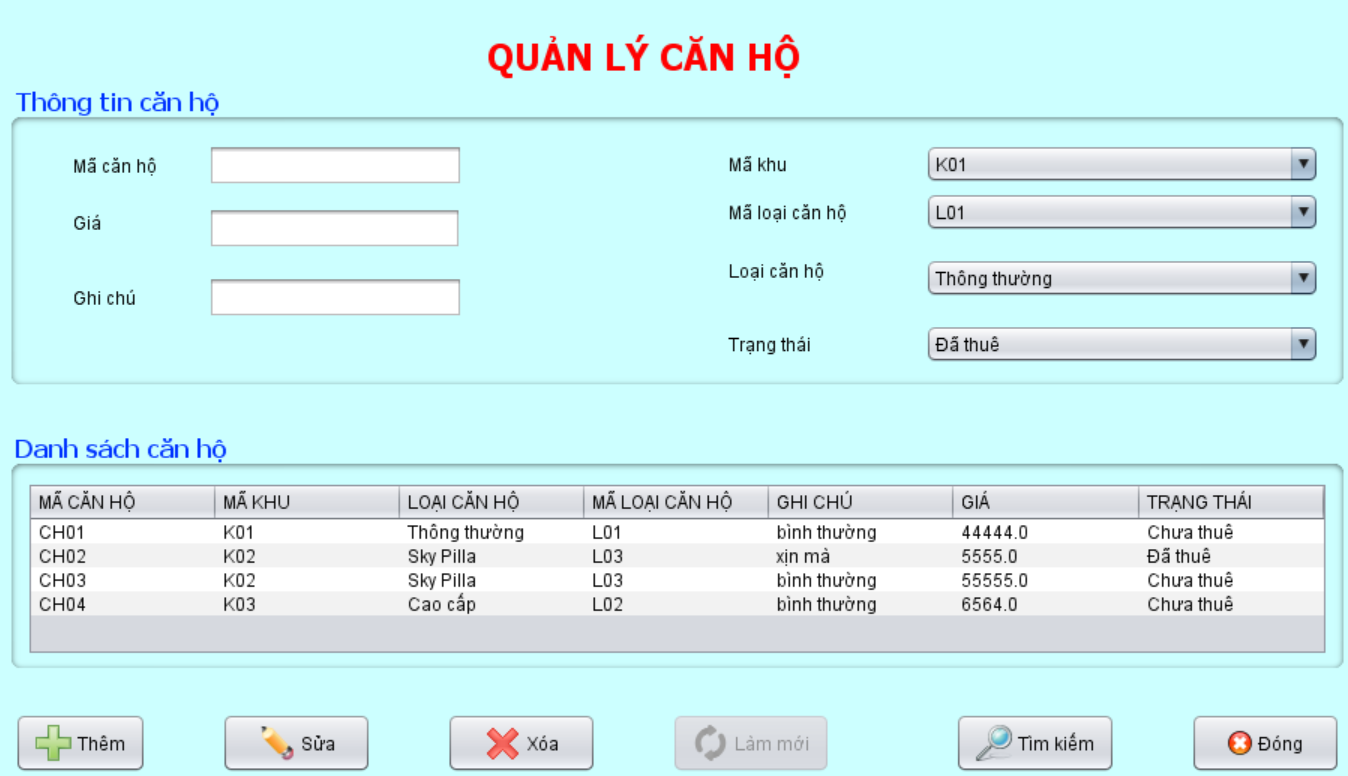 QUẢN LÝ CĂN HỘ
Thông tin căn hộ
Mã căn hộ
Mã khu K01
Giá
Mã loại căn hộ L01
Ghi chú
Loại căn hộ Thông thường
Trạng thái Đã thuê
Danh sách căn hộ
MÃ CĂN HỘ MÃ KHU LOẠI CĂN HỘ MÃ LOẠI CĂN HỘ GHI CHÚ GIÁ TRẠNG THÁI
CH01 K01 Thông thường L01 bình thường 44444.0 Chưa thuê
CH02 K02 Sky Pilla L03 xịn mà 5555.0 Đã thuê
CH03 K02 Sky Pilla L03 bình thường 55555.0 Chưa thuê
CH04 K03 Cao cấp L02 bình thường 6564.0 Chưa thuê
Thêm Sửa Xóa Làm mới Tìm kiếm Đóng